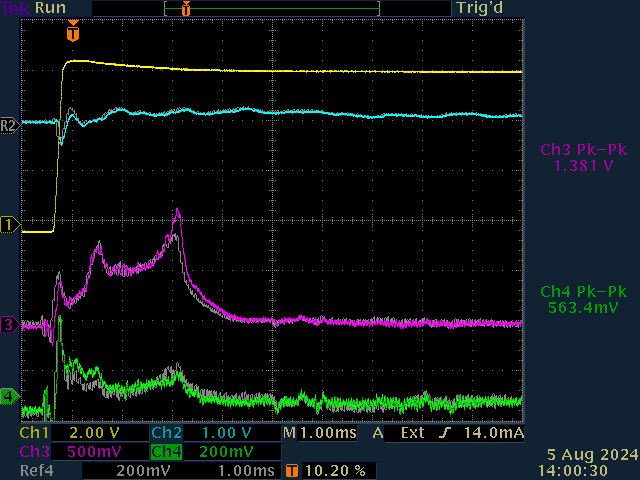 Tek Run Trig'd
T
T
R2
1
3
4
Ch3 Pk-Pk
1.381 V
Ch4 Pk-Pk
563.4mV
Ch1 2.00 V Ch2 1.00 V M 1.00ms A Ext 14.0mA
Ch3 500mV Ch4 200mV
Ref4 200mV 1.00ms T 10.20 %
5 Aug 2024
14:00:30